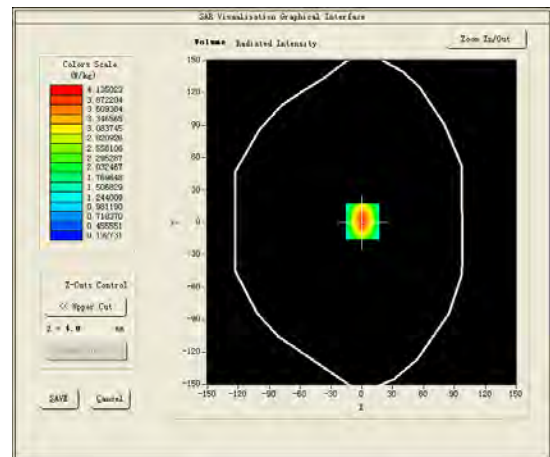 SAR Visualisation Graphical Interface
Volume Radiated Intensity
Zoom In/Out
Colors Scale
(W/kg)
4.135023
3.872204
3.609384
3.346565
3.083745
2.820926
2.558106
2.295287
2.032467
1.769648
1.506829
1.244009
0.981190
0.718370
0.455551
0.192731
150
120
90
60
30
0
-30
-60
-90
-120
-150
Y
-150 -120 -90 -60 -30 0 30 60 90 120 150
X
Z-Cuts Control
<< Upper Cut
Z = 4.0 mm
SAVE
Cancel